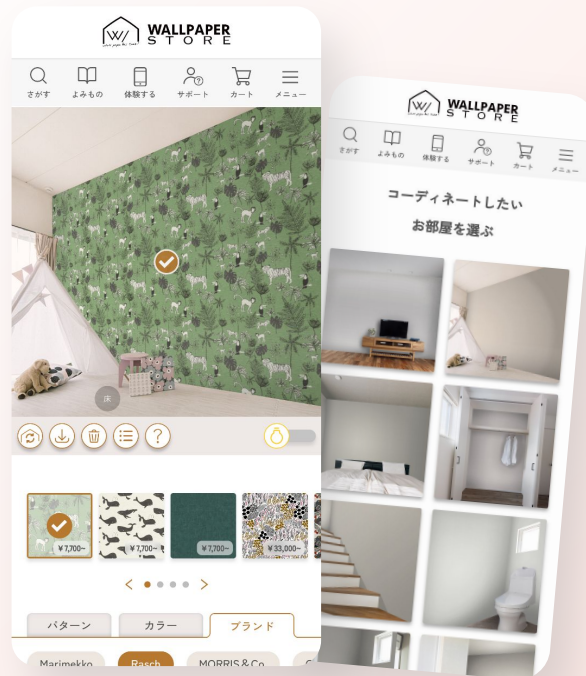 WALLPAPER
STORE
さがす よみもの 体験する サポート カート メニュー
床
?
¥7,700~ ¥7,700~ ¥7,700~ ¥33,000~
パターン カラー ブランド
Marimekko Rasch MORRIS&Co
WALLPAPER
STORE
さがす よみもの 体験する サポート カート メニュー
コーディネートしたい
お部屋を選ぶ